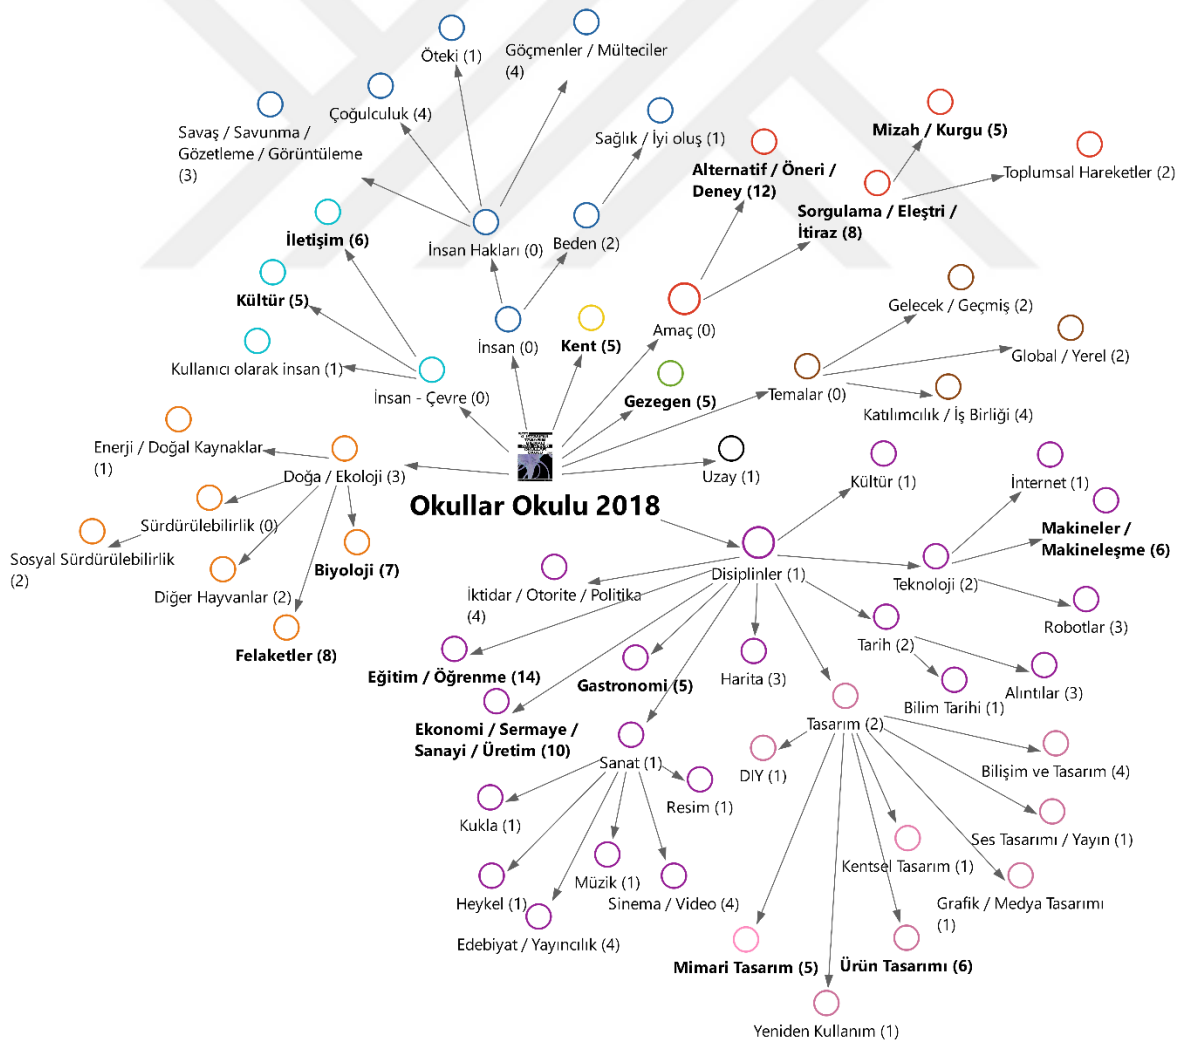 Öteki (1)
Göçmenler / Mülteciler
(4)
Çoğulculuk (4)
Savaş / Savunma /
Gözetleme / Görüntüleme
(3)
Sağlık / İyi oluş (1)
Mizah / Kurgu (5)
Alternatif / Öneri /
Deney (12)
Toplumsal Hareketler (2)
Sorgulama / Eleştri /
İtiraz (8)
İletişim (6)
İnsan Hakları (0)
Beden (2)
Kültür (5)
Gelecek / Geçmiş (2)
Amaç (0)
İnsan (0)
Kent (5)
Global / Yerel (2)
Kullanıcı olarak insan (1)
İnsan - Çevre (0)
Gezegen (5)
Temalar (0)
Katılımcılık / İş Birliği (4)
Enerji / Doğal Kaynaklar
(1)
Doğa / Ekoloji (3)
Uzay (1)
Kültür (1)
İnternet (1)
Okullar Okulu 2018
Sürdürülebilirlik (0)
Sosyal Sürdürülebilirlik
(2)
Makineler /
Makineleşme (6)
Biyoloji (7)
Disiplinler (1)
Teknoloji (2)
Diğer Hayvanlar (2)
İktidar / Otorite / Politika
(4)
Robotlar (3)
Tarih (2)
Felaketler (8)
Eğitim / Öğrenme (14)
Gastronomi (5)
Harita (3)
Alıntılar (3)
Bilim Tarihi (1)
Ekonomi / Sermaye /
Sanayi / Üretim (10)
Tasarım (2)
Sanat (1)
DIY (1)
Bilişim ve Tasarım (4)
Resim (1)
Kukla (1)
Ses Tasarımı / Yayın (1)
Kentsel Tasarım (1)
Müzik (1)
Heykel (1)
Sinema / Video (4)
Grafik / Medya Tasarımı
(1)
Edebiyat / Yayıncılık (4)
Mimari Tasarım (5)
Ürün Tasarımı (6)
Yeniden Kullanım (1)